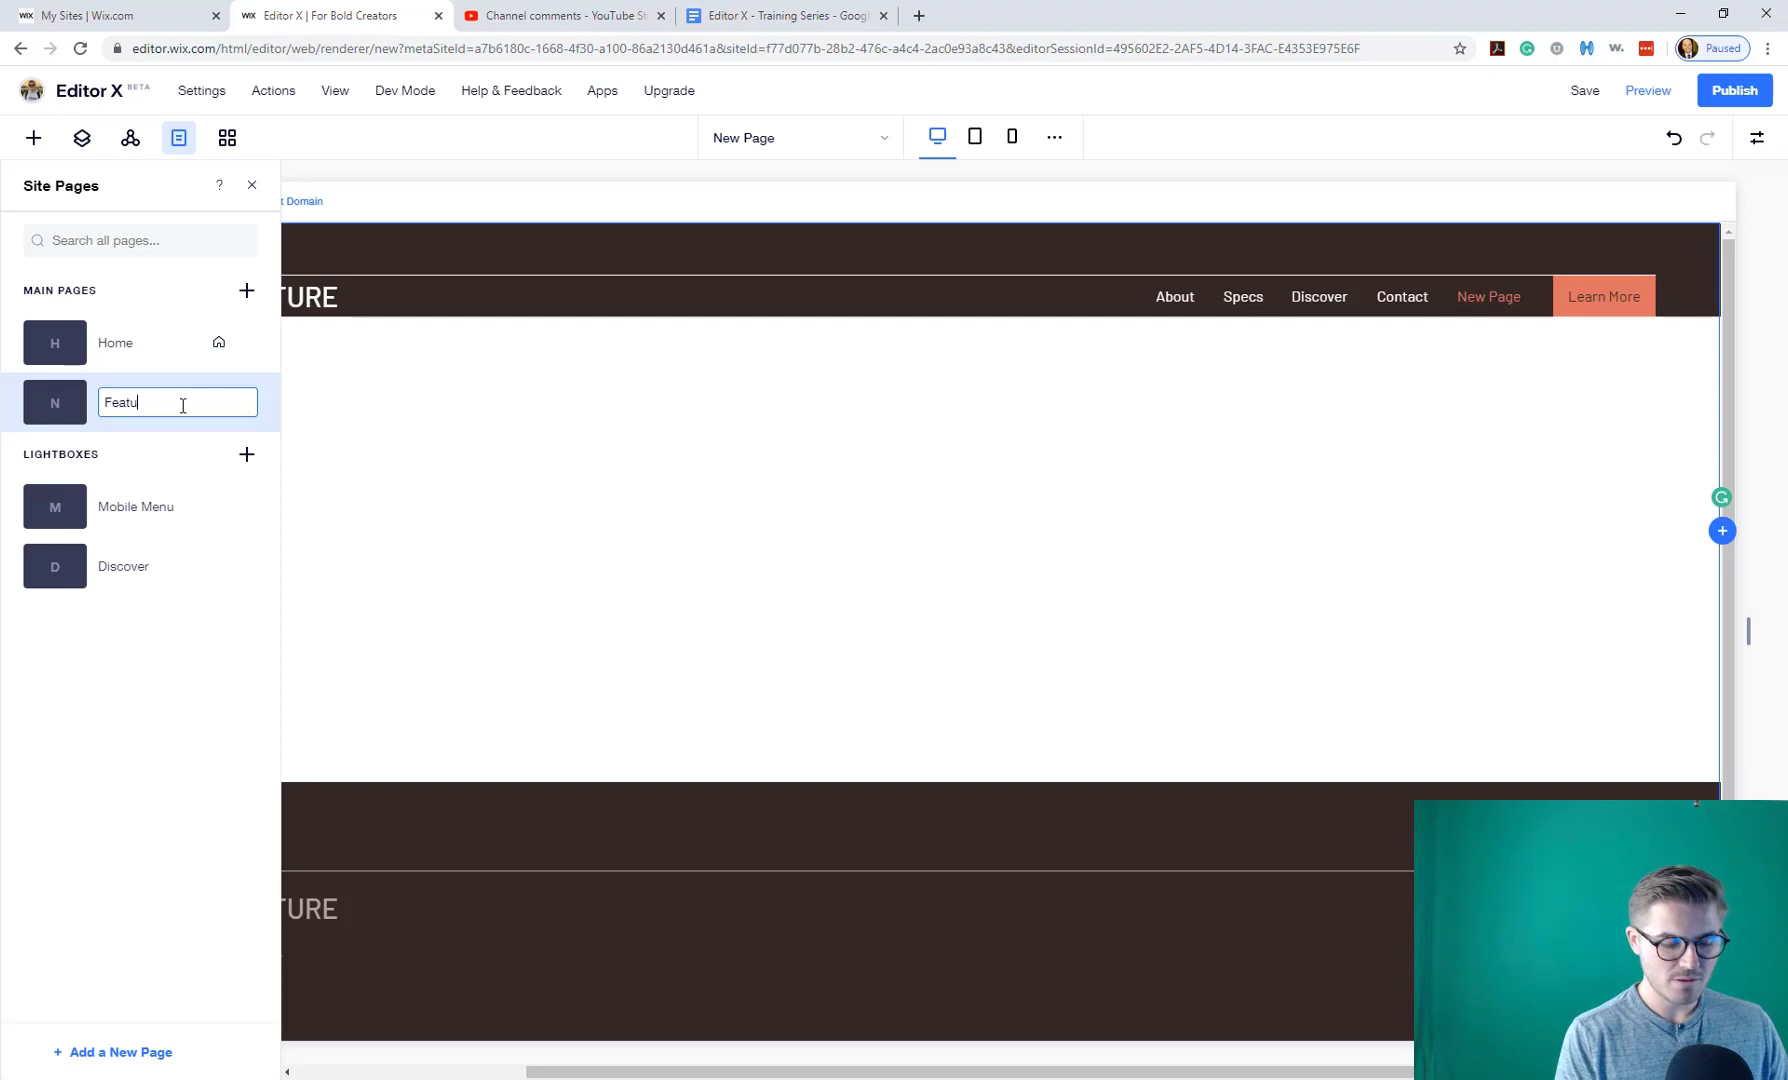 WIX My Sites | Wix.com
WIX Editor X | For Bold Creators
Channel comments - YouTube St
Editor X - Training Series - Googl
editor.wix.com/html/editor/web/renderer/new?metaSiteId=a7b6180c-1668-4f30-a100-86a2130d461a&siteId=f77d077b-28b2-476c-a4c4-2ac0e93a8c43&editorSessionId=495602E2-2AF5-4D14-3FAC-E4353E975E6F
Paused
Editor X BETA Settings Actions View Dev Mode Help & Feedback Apps Upgrade Save Preview Publish
New Page
Site Pages ?
t Domain
Search all pages...
MAIN PAGES
TURE About Specs Discover Contact New Page Learn More
H Home
N Featu
LIGHTBOXES
M Mobile Menu
D Discover
TURE
+ Add a New Page